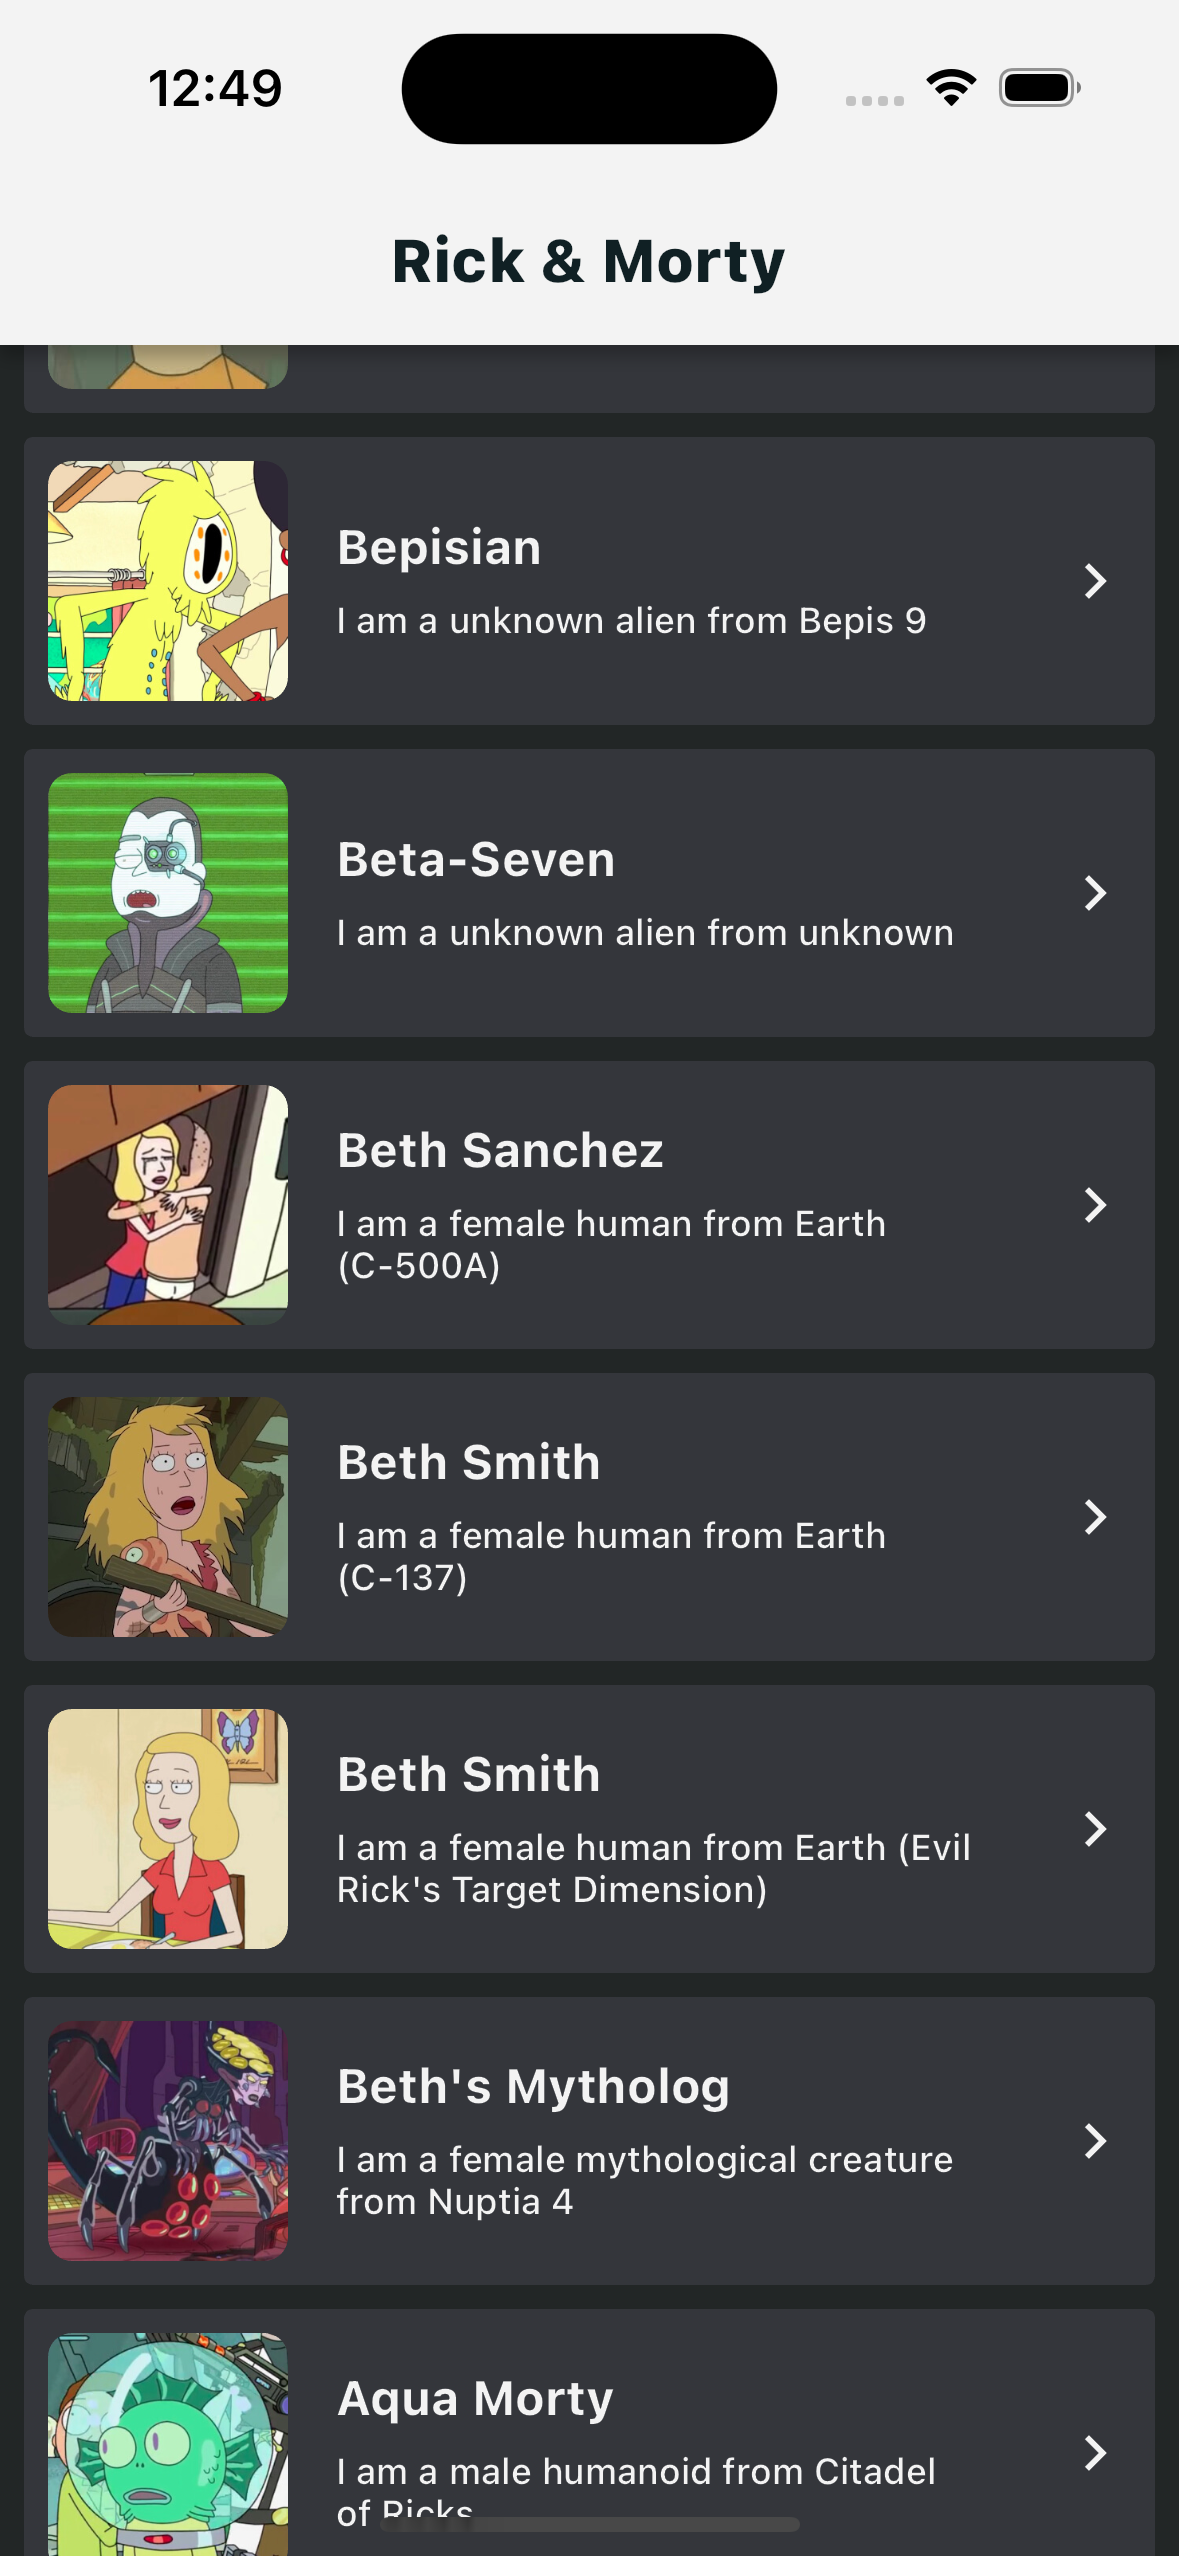 12:49
Rick & Morty
Bepisian
I am a unknown alien from Bepis 9
Beta-Seven
I am a unknown alien from unknown
Beth Sanchez
I am a female human from Earth
(C-500A)
Beth Smith
I am a female human from Earth
(C-137)
Beth Smith
I am a female human from Earth (Evil
Rick's Target Dimension)
Beth's Mytholog
I am a female mythological creature
from Nuptia 4
Aqua Morty
I am a male humanoid from Citadel
of Ricks